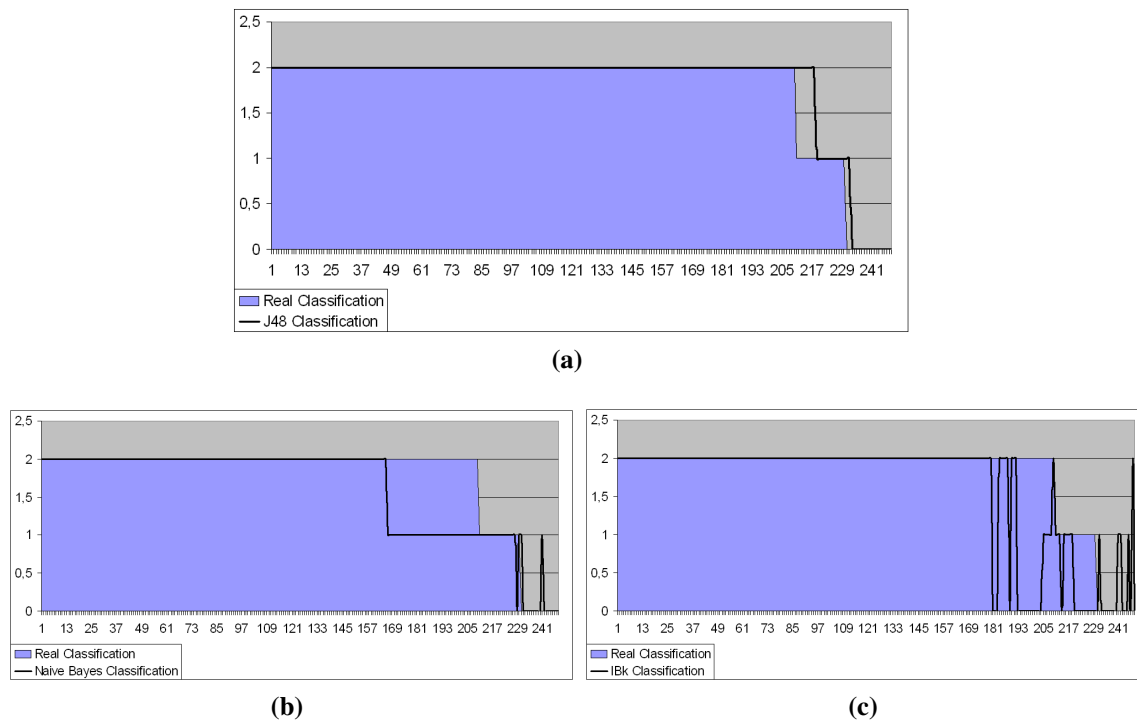 2,5
2
1,5
1
0,5
0
1 13 25 37 49 61 73 85 97 109 121 133 145 157 169 181 193 205 217 229 241
Real Classification
J48 Classification
(a)
2,5
2
1,5
1
0,5
0
1 13 25 37 49 61 73 85 97 109 121 133 145 157 169 181 193 205 217 229 241
Real Classification
Naive Bayes Classification
(b)
2,5
2
1,5
1
0,5
0
1 13 25 37 49 61 73 85 97 109 121 133 145 157 169 181 193 205 217 229 241
Real Classification
IBk Classification
(c)